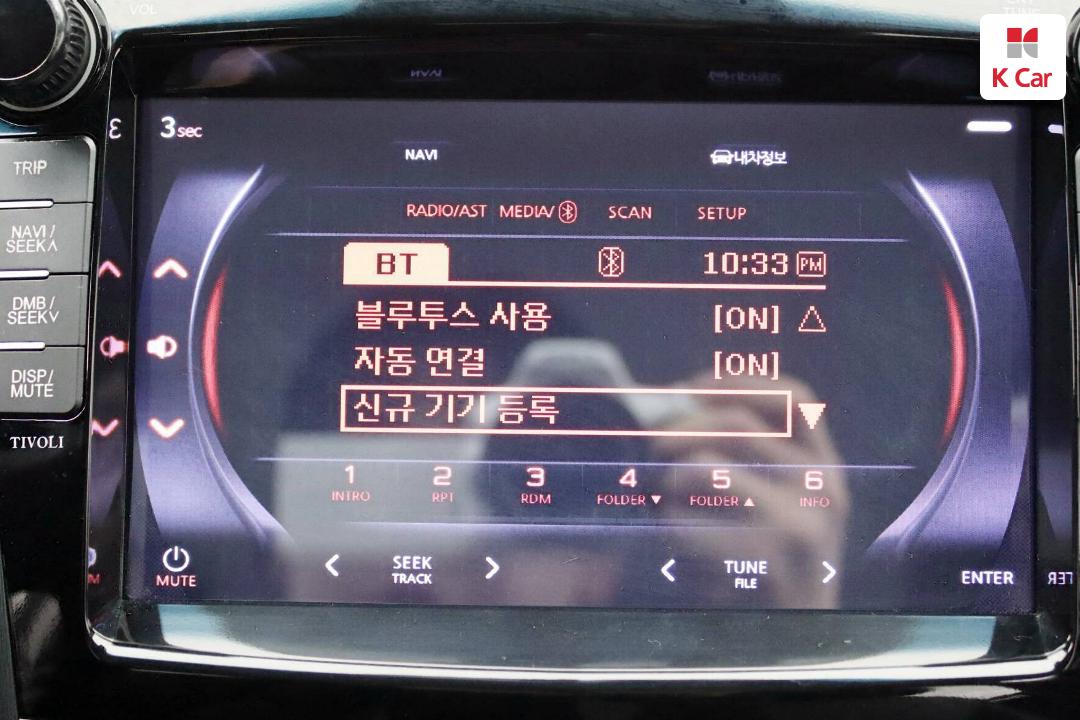 VOL
K Car
3sec
TRIP
NAVI
내차정보
RADIO/AST MEDIA/ SCAN SETUP
NAVI/
SEEK∧
BT 10:33 PM
블루투스 사용 [ON] △
DMB/
SEEK∨
자동 연결 [ON]
DISP/
MUTE
신규 기기 등록 ▼
TIVOLI
1 2 3 4 5 6
INTRO RPT RDM FOLDER ▼ FOLDER ▲ INFO
MUTE
< SEEK >
TRACK
< TUNE >
FILE
ENTER